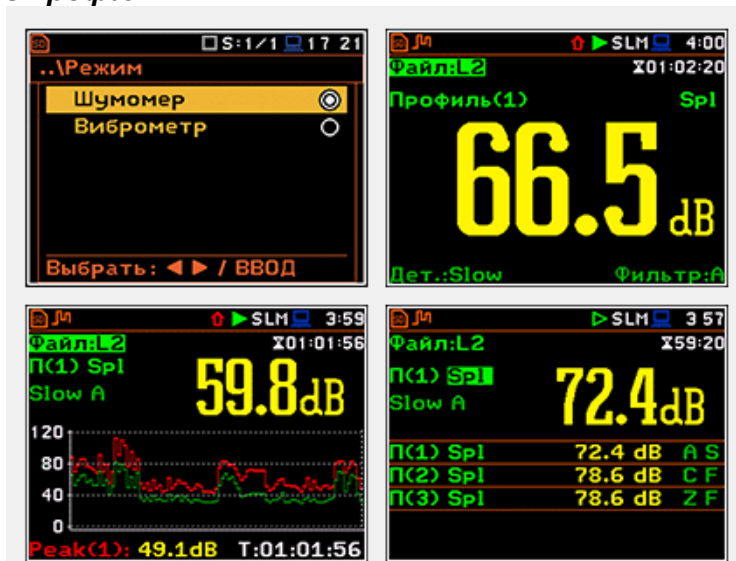 S:1/1 17 21
..\Режим
Шумомер
Виброметр
Выбрать: ◀ ▶ / ВВОД
SLM 4:00
Файл:L2 01:02:20
Профиль(1) Spl
66.5 dB
Дет.:Slow Фильтр:A
SLM 3:59
Файл:L2 01:01:56
П(1) Spl
59.8dB
Slow A
120
80
40
0
Peak(1): 49.1dB T:01:01:56
SLM 3 57
Файл:L2 59:20
П(1) Spl
72.4dB
Slow A
П(1) Spl 72.4 dB A S
П(2) Spl 78.6 dB C F
П(3) Spl 78.6 dB Z F